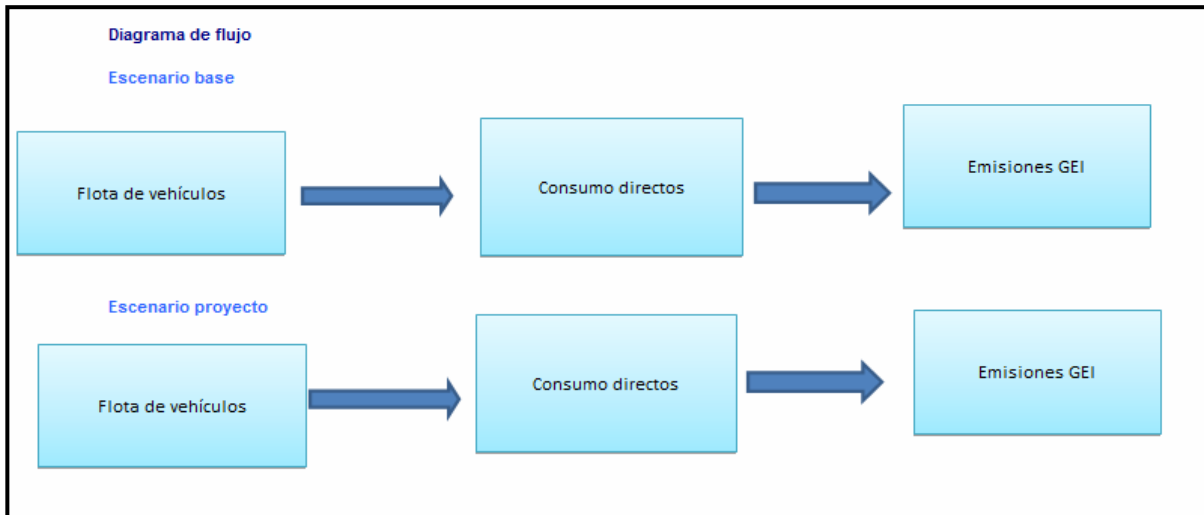 Diagrama de flujo
Escenario base
Flota de vehículos
Consumo directos
Emisiones GEI
Escenario proyecto
Flota de vehículos
Consumo directos
Emisiones GEI